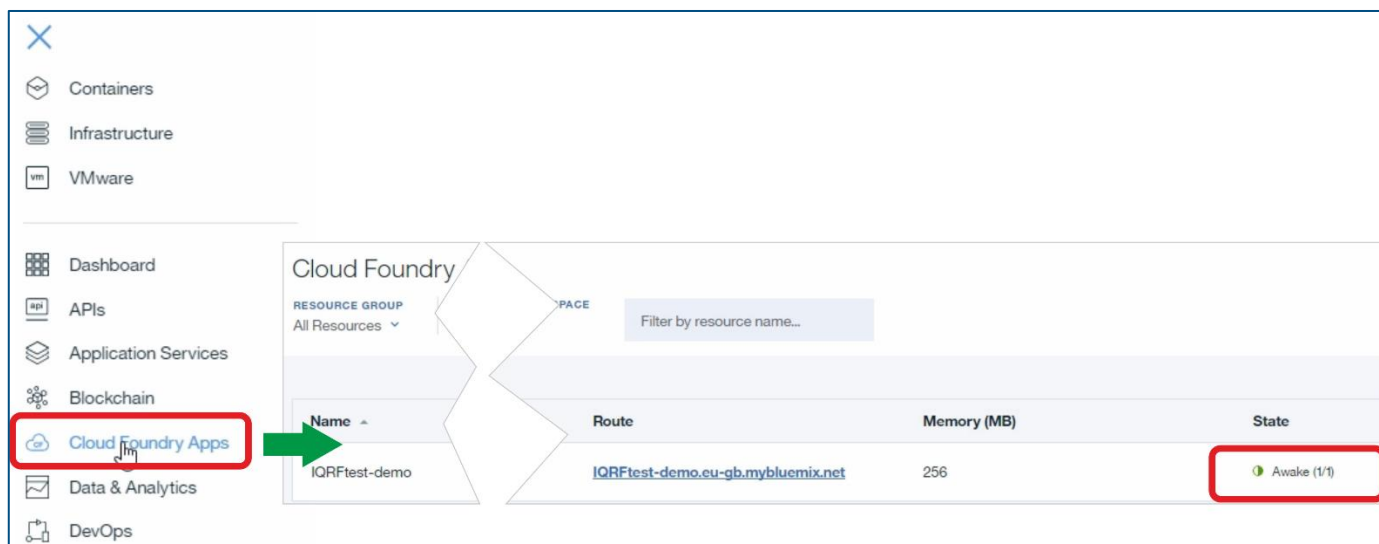 Containers
Infrastructure
vm VMware
Dashboard
api APIs
Application Services
Blockchain
Cloud Foundry Apps
Data & Analytics
DevOps
Cloud Foundry
RESOURCE GROUP PACE
All Resources Filter by resource name...
Name Route Memory (MB) State
IQRFtest-demo IQRFtest-demo.eu-gb.mybluemix.net 256 Awake (1/1)